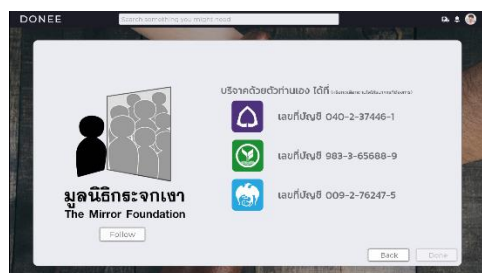 DONEE
Search something you might need
บริจาคด้วยตัวท่านเอง ได้ที่
เลขที่บัญชี 040-2-37446-1
เลขที่บัญชี 983-3-65688-9
เลขที่บัญชี 009-2-76247-5
มูลนิธิกระจกเงา
The Mirror Foundation
Follow
Back
Done